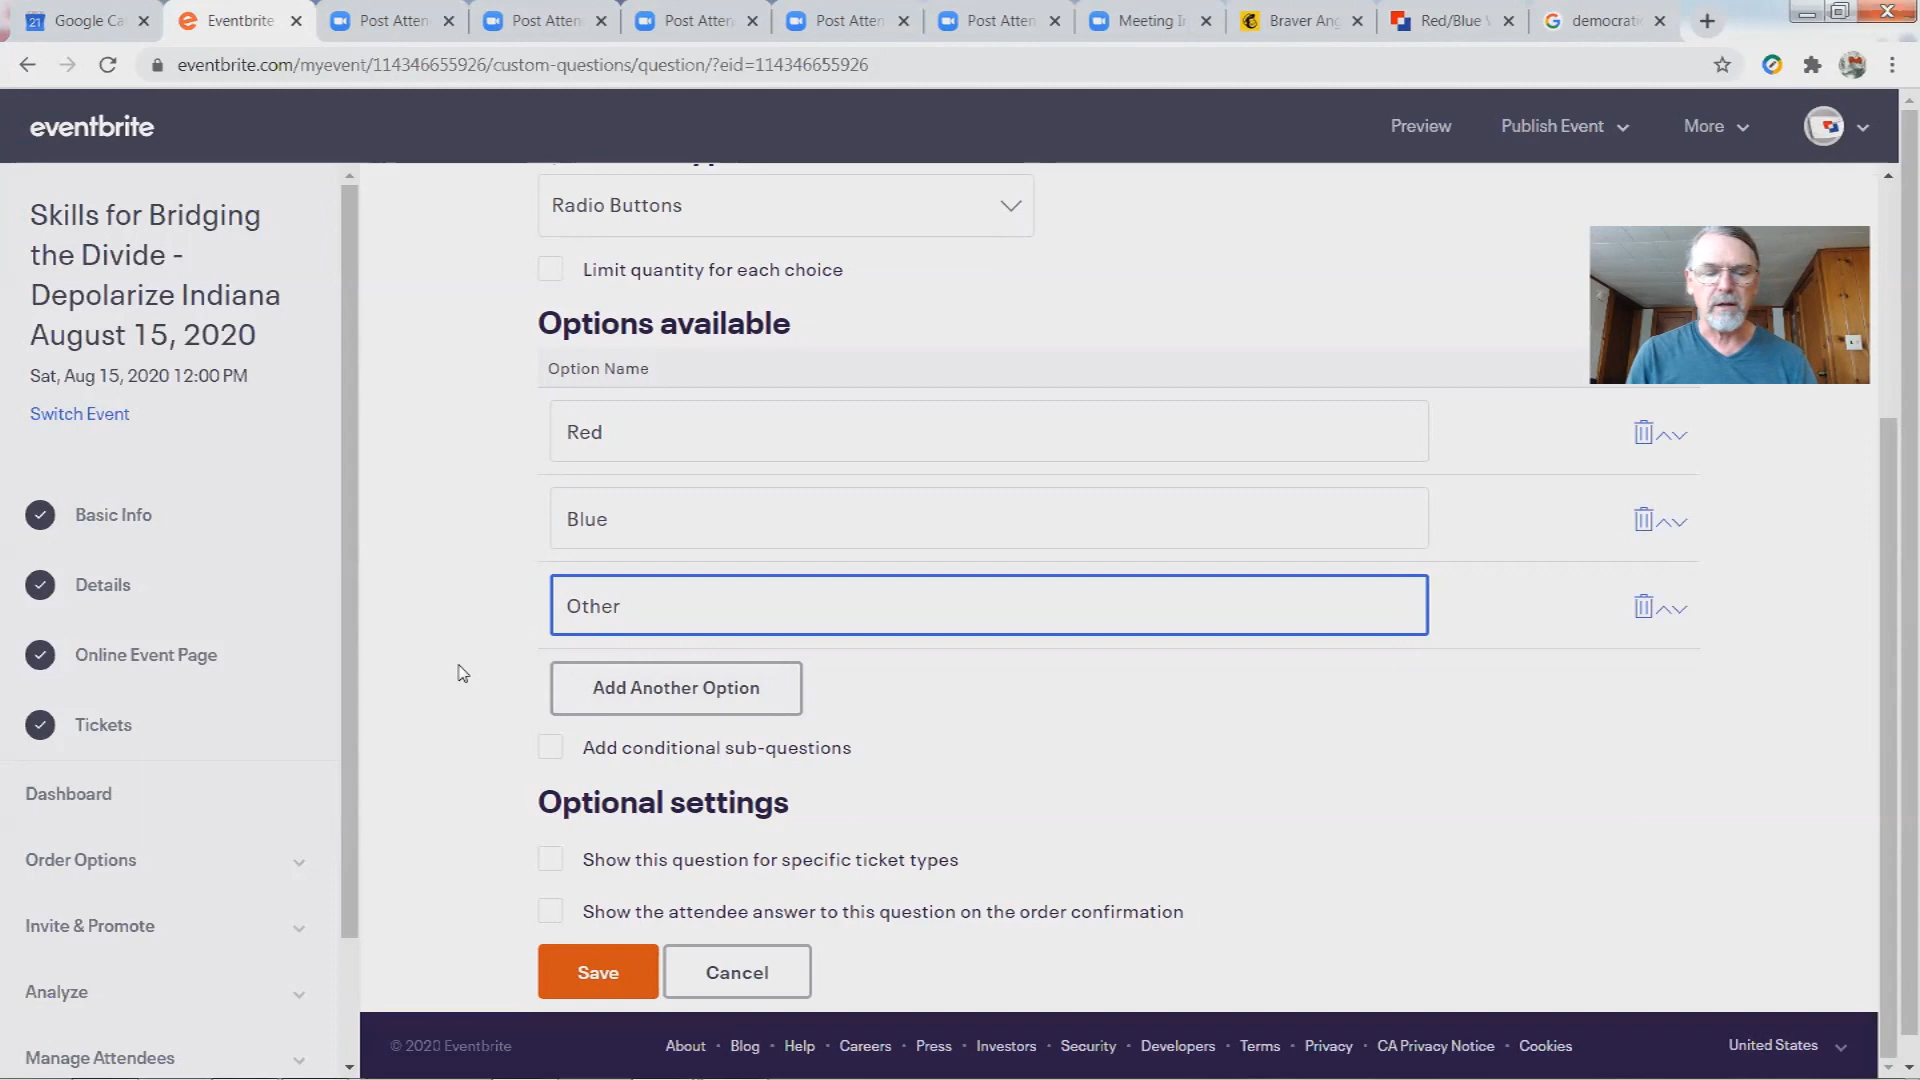 21
Google Ca
Eventbrite
Post Atten
Post Atten
Post Atten
Post Atten
Post Atten
Meeting I
Braver Ang
Red/Blue
democrati
eventbrite.com/myevent/114346655926/custom-questions/question/?eid=114346655926
eventbrite
Preview
Publish Event
More
Skills for Bridging
the Divide -
Depolarize Indiana
August 15, 2020
Sat, Aug 15, 2020 12:00 PM
Switch Event
Basic Info
Details
Online Event Page
Tickets
Dashboard
Order Options
Invite & Promote
Analyze
Manage Attendees
Radio Buttons
Limit quantity for each choice
Options available
Option Name
Red
Blue
Other
Add Another Option
Add conditional sub-questions
Optional settings
Show this question for specific ticket types
Show the attendee answer to this question on the order confirmation
Save
Cancel
© 2020 Eventbrite
About • Blog • Help • Careers • Press • Investors • Security • Developers • Terms • Privacy • CA Privacy Notice • Cookies
United States